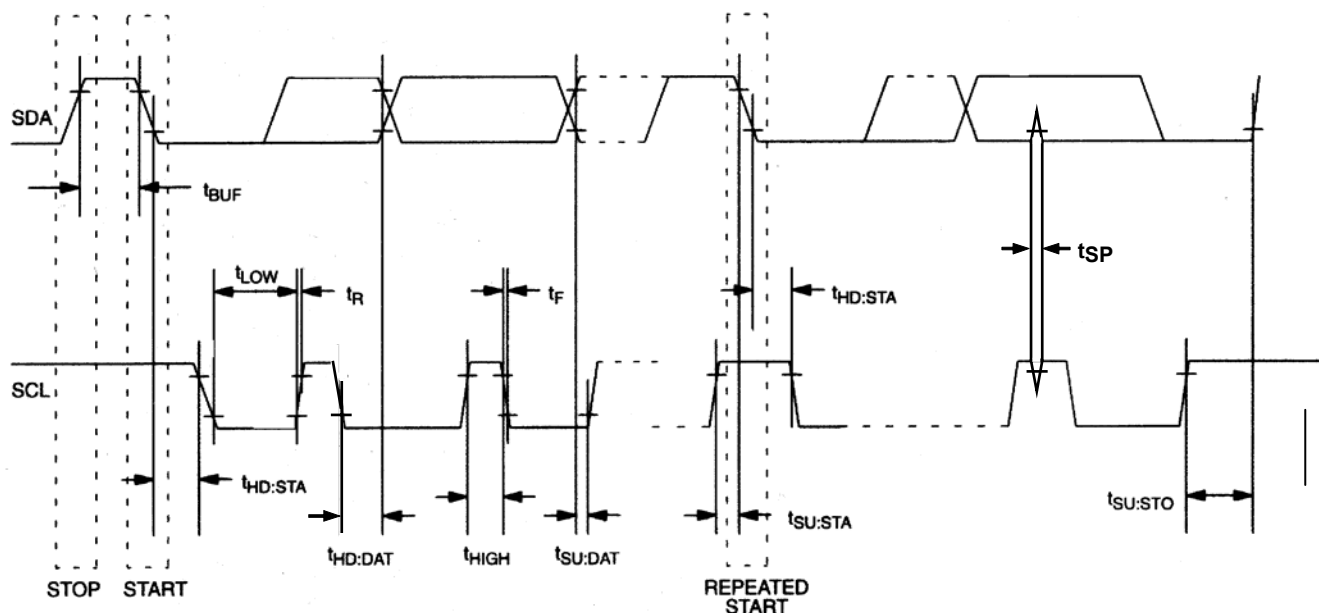 SDA
tBUF
tSP
tLOW
tR
tF
tHD:STA
SCL
tHD:STA
tSU:STA
tSU:STO
tHD:DAT
tHIGH
tSU:DAT
STOP
START
REPEATED
START